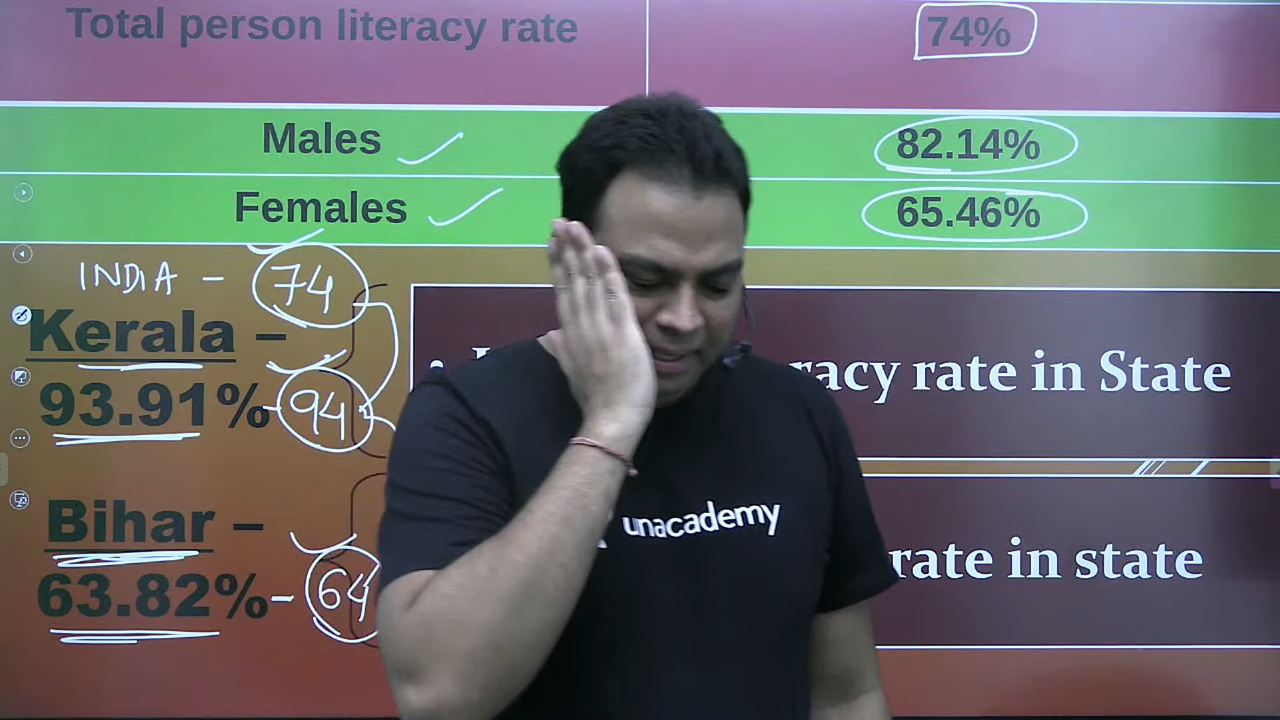 Total person literacy rate 74%
Males 82.14%
Females 65.46%
INDIA - 74
Kerala –
93.91% - 94
racy rate in State
Bihar –
63.82% - 64
rate in state
unacademy